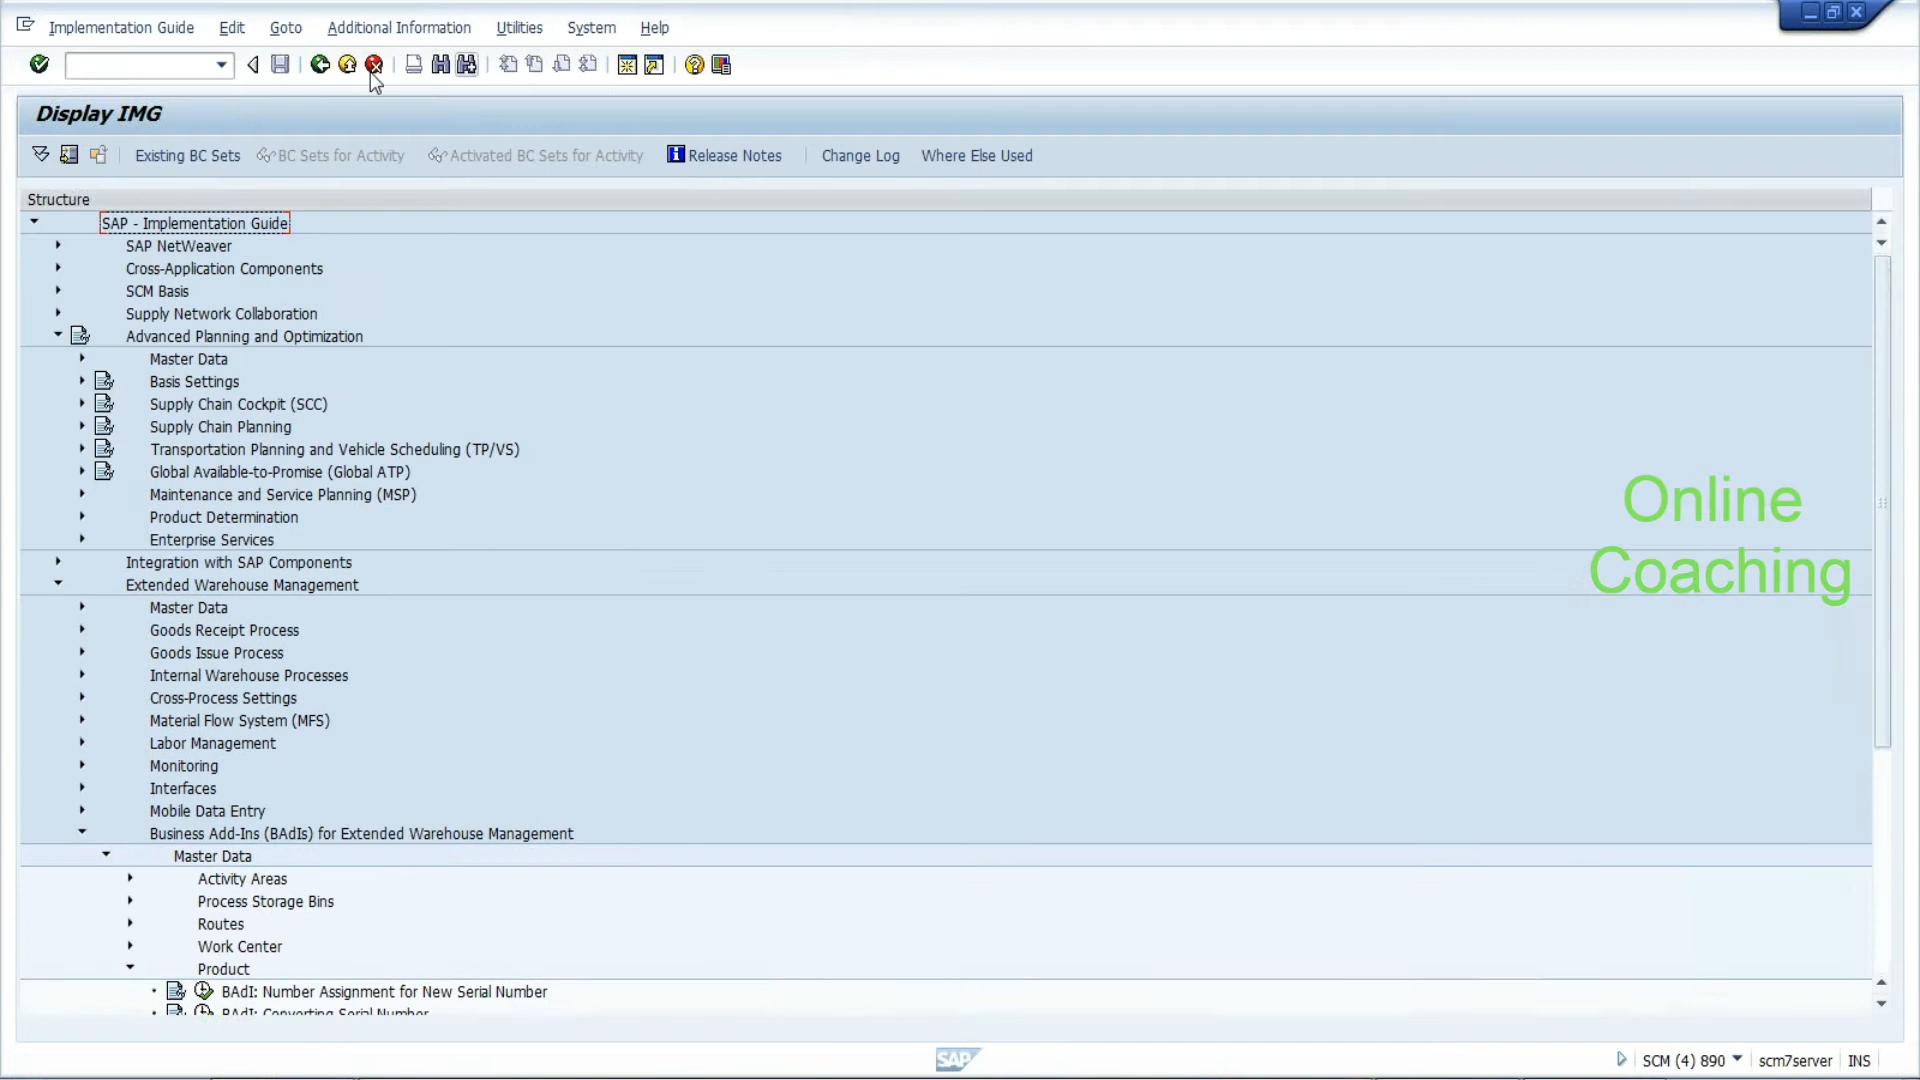 Implementation Guide Edit Goto Additional Information Utilities System Help
Display IMG
Existing BC Sets BC Sets for Activity Activated BC Sets for Activity Release Notes Change Log Where Else Used
Structure
SAP - Implementation Guide
SAP NetWeaver
Cross-Application Components
SCM Basis
Supply Network Collaboration
Advanced Planning and Optimization
Master Data
Basis Settings
Supply Chain Cockpit (SCC)
Supply Chain Planning
Transportation Planning and Vehicle Scheduling (TP/VS)
Global Available-to-Promise (Global ATP)
Maintenance and Service Planning (MSP)
Product Determination
Enterprise Services
Integration with SAP Components
Extended Warehouse Management
Master Data
Goods Receipt Process
Goods Issue Process
Internal Warehouse Processes
Cross-Process Settings
Material Flow System (MFS)
Labor Management
Monitoring
Interfaces
Mobile Data Entry
Business Add-Ins (BAdIs) for Extended Warehouse Management
Master Data
Activity Areas
Process Storage Bins
Routes
Work Center
Product
BAdI: Number Assignment for New Serial Number
BAdI: Converting Serial Number
Online
Coaching
SAP
SCM (4) 890 scm7server INS